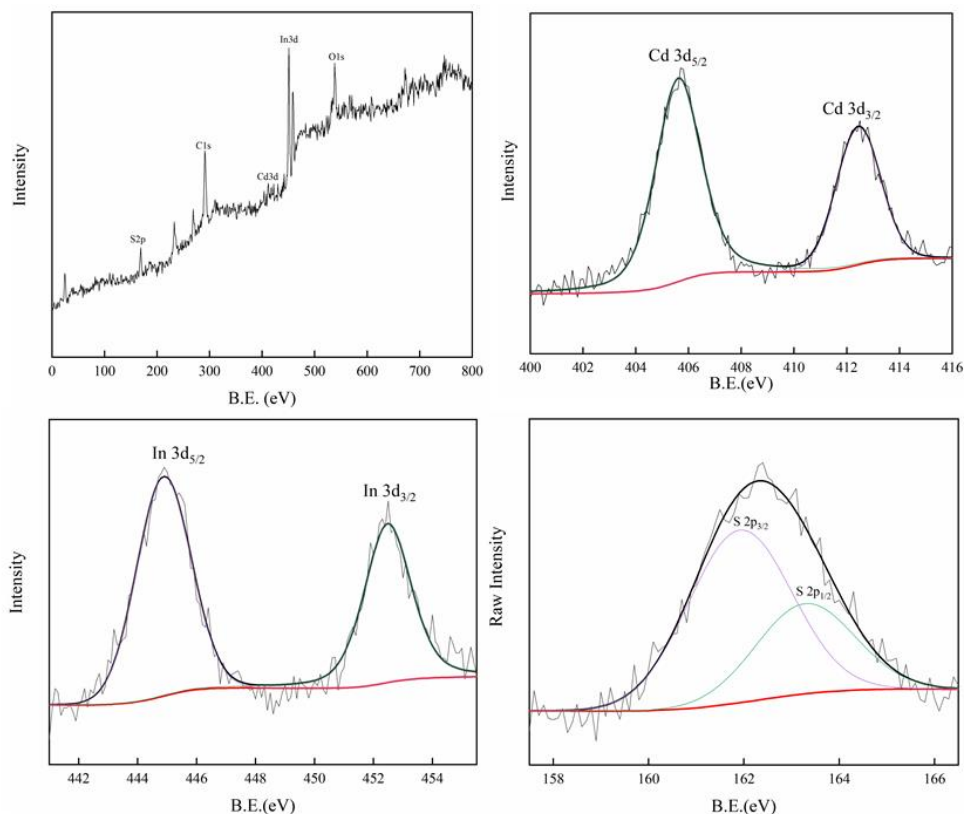 In3d
O1s
C1s
Cd3d
S2p
Intensity
0 100 200 300 400 500 600 700 800
B.E. (eV)
Cd 3d5/2
Cd 3d3/2
Intensity
400 402 404 406 408 410 412 414 416
B.E.(eV)
In 3d5/2
In 3d3/2
Intensity
442 444 446 448 450 452 454
B.E.(eV)
S 2p3/2
S 2p1/2
Raw Intensity
158 160 162 164 166
B.E.(eV)